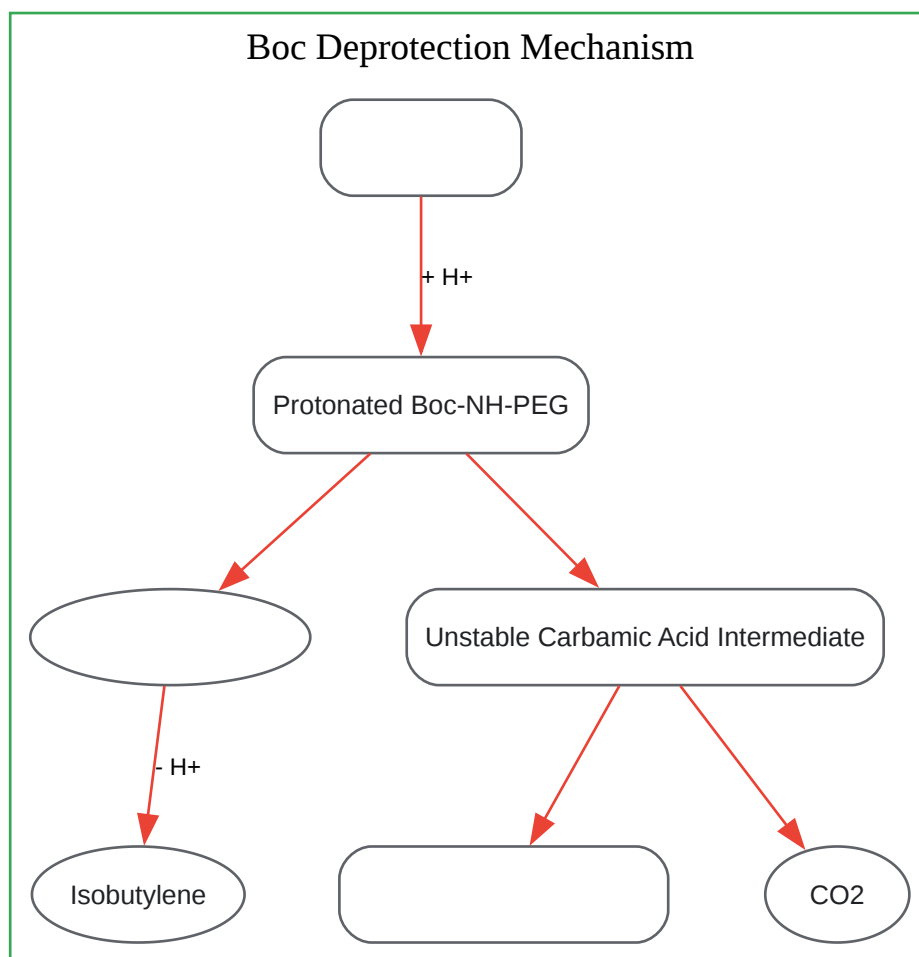 Boc Deprotection Mechanism
+ H+
Protonated Boc-NH-PEG
Unstable Carbamic Acid Intermediate
- H+
Isobutylene
CO2